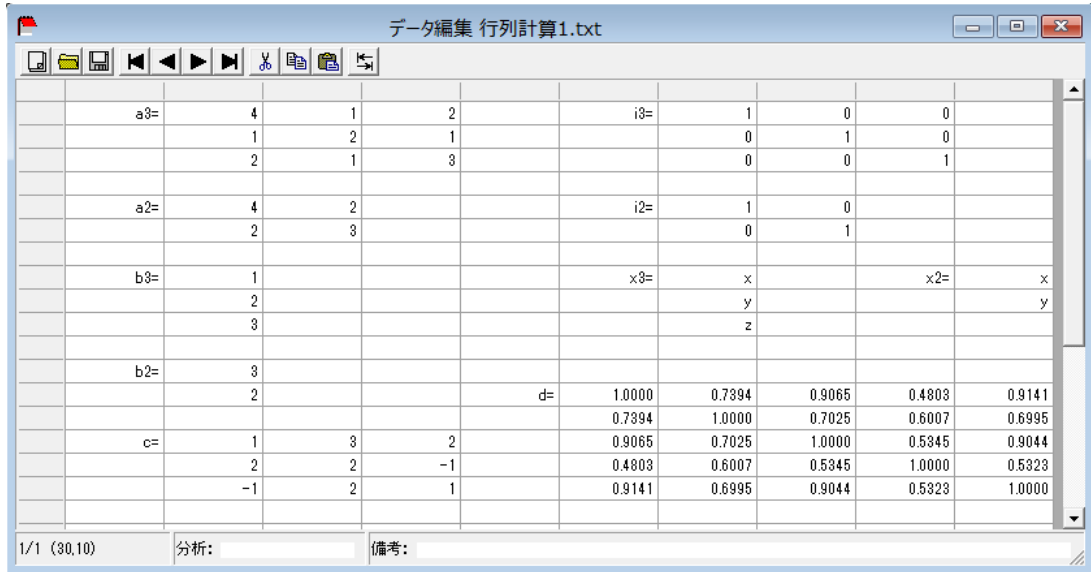 データ編集 行列計算1.txt
a3= 4 1 2 i3= 1 0 0
1 2 1 0 1 0
2 1 3 0 0 1
a2= 4 2 i2= 1 0
2 3 0 1
b3= 1 x3= x x2= x
2 y y
3 z
b2= 3
2 d= 1.0000 0.7394 0.9065 0.4803 0.9141
0.7394 1.0000 0.7025 0.6007 0.6995
c= 1 3 2 0.9065 0.7025 1.0000 0.5345 0.9044
2 2 -1 0.4803 0.6007 0.5345 1.0000 0.5323
-1 2 1 0.9141 0.6995 0.9044 0.5323 1.0000
1/1 (30,10) 分析: 備考: